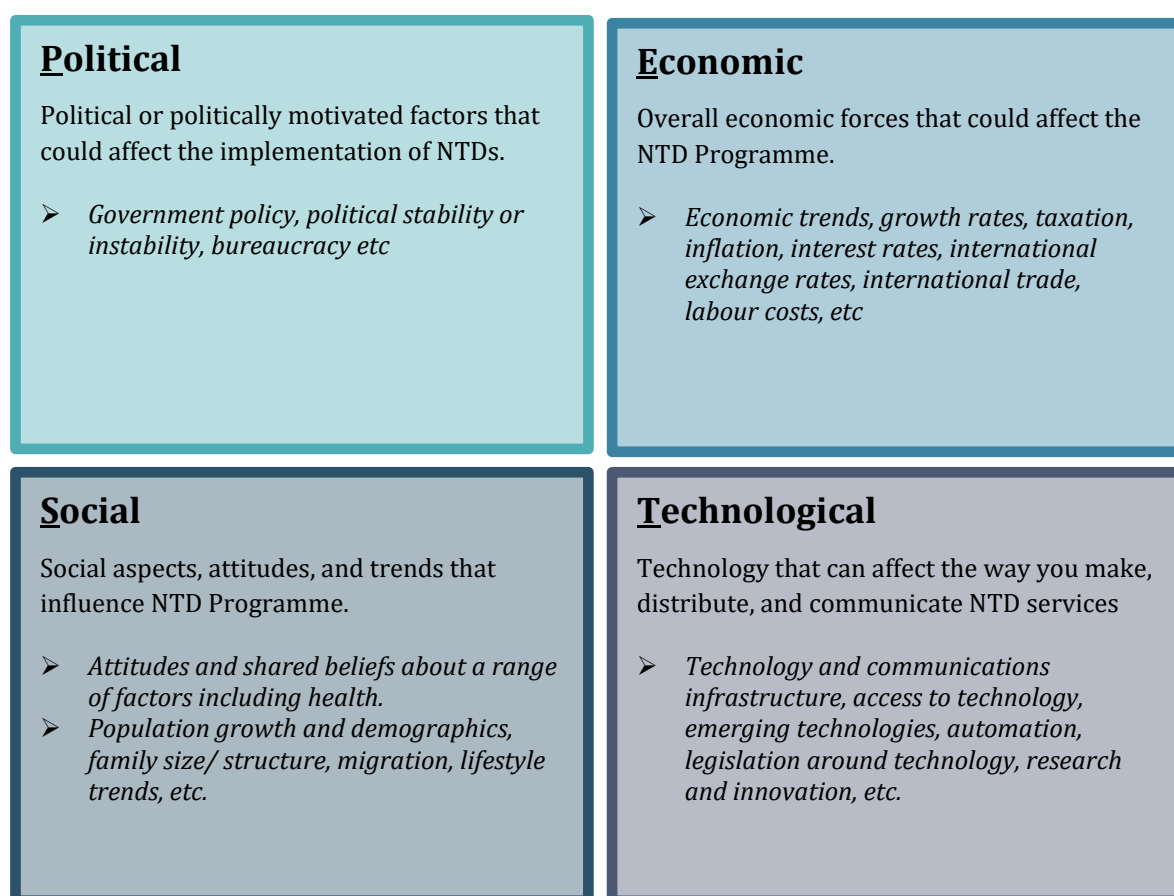 Political
Political or politically motivated factors that
could affect the implementation of NTDs.
➢ Government policy, political stability or
instability, bureaucracy etc
Economic
Overall economic forces that could affect the
NTD Programme.
➢ Economic trends, growth rates, taxation,
inflation, interest rates, international
exchange rates, international trade,
labour costs, etc
Social
Social aspects, attitudes, and trends that
influence NTD Programme.
➢ Attitudes and shared beliefs about a range
of factors including health.
➢ Population growth and demographics,
family size/ structure, migration, lifestyle
trends, etc.
Technological
Technology that can affect the way you make,
distribute, and communicate NTD services
➢ Technology and communications
infrastructure, access to technology,
emerging technologies, automation,
legislation around technology, research
and innovation, etc.